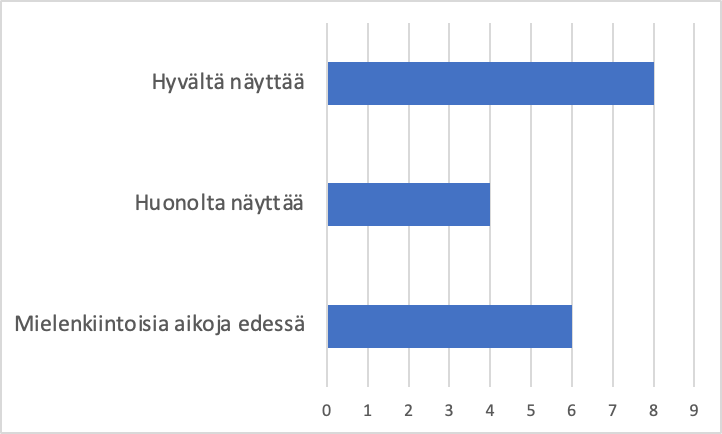 Hyvältä näyttää
Huonolta näyttää
Mielenkiintoisia aikoja edessä
0 1 2 3 4 5 6 7 8 9